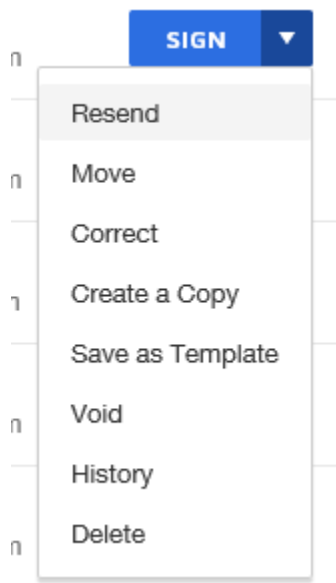 SIGN
Resend
Move
Correct
Create a Copy
Save as Template
Void
History
Delete